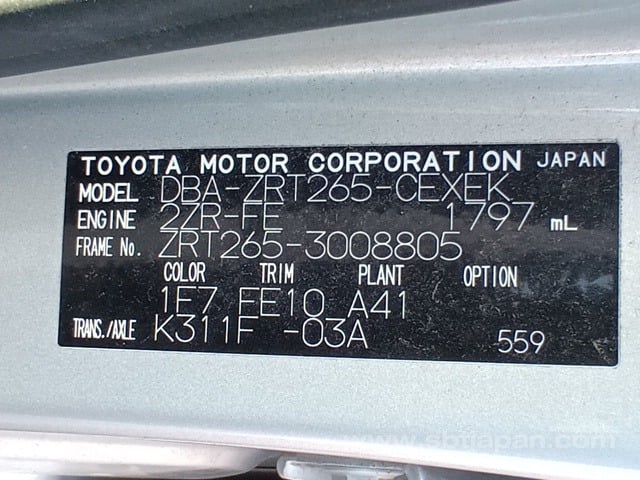 TOYOTA MOTOR CORPORATION JAPAN
MODEL DBA-ZRT265-CEXEK
ENGINE 2ZR-FE 1797 mL
FRAME No. ZRT265-3008805
COLOR TRIM PLANT OPTION
1F7 FE10 A41
TRANS./AXLE K311F -03A 559
www.sbtjapan.com